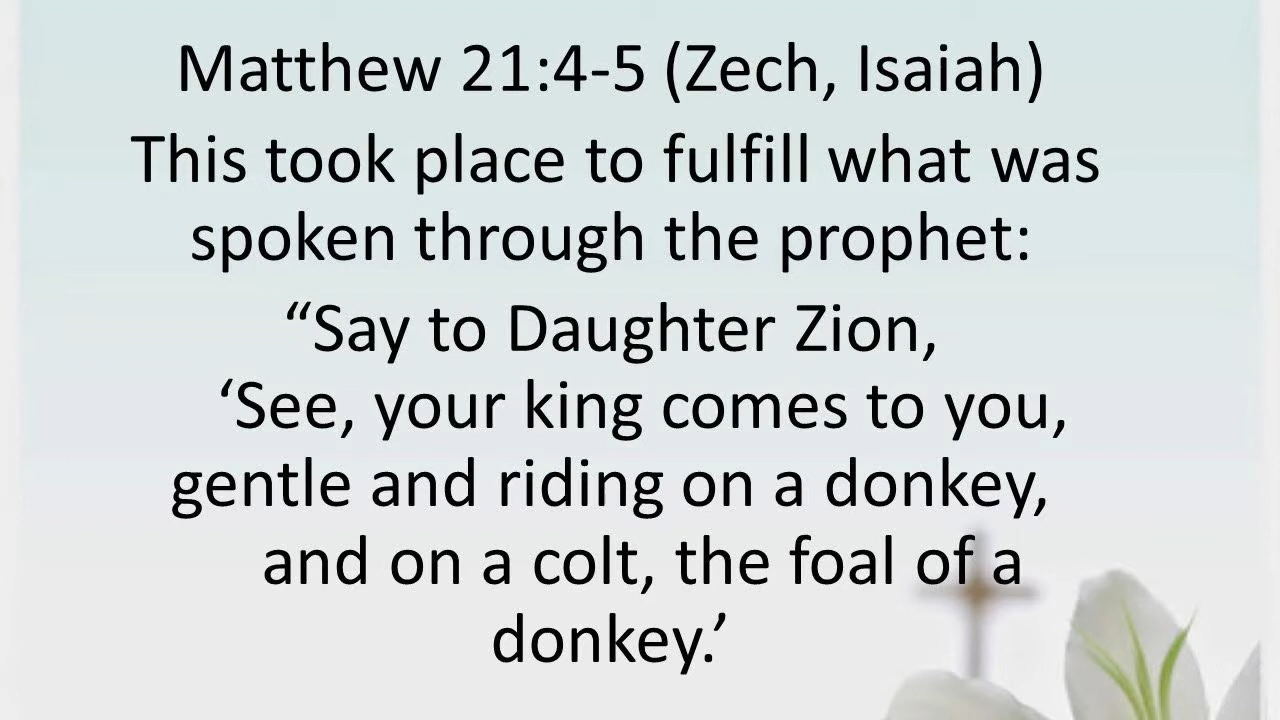 Matthew 21:4-5 (Zech, Isaiah)
This took place to fulfill what was
spoken through the prophet:
“Say to Daughter Zion,
‘See, your king comes to you,
gentle and riding on a donkey,
and on a colt, the foal of a
donkey.’